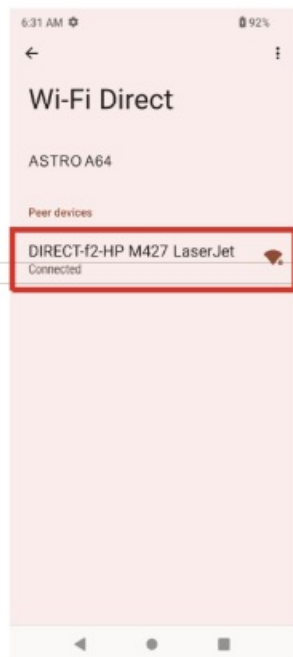 6:31 AM 92%
Wi-Fi Direct
ASTRO A64
Peer devices
DIRECT-f2-HP M427 LaserJet
Connected